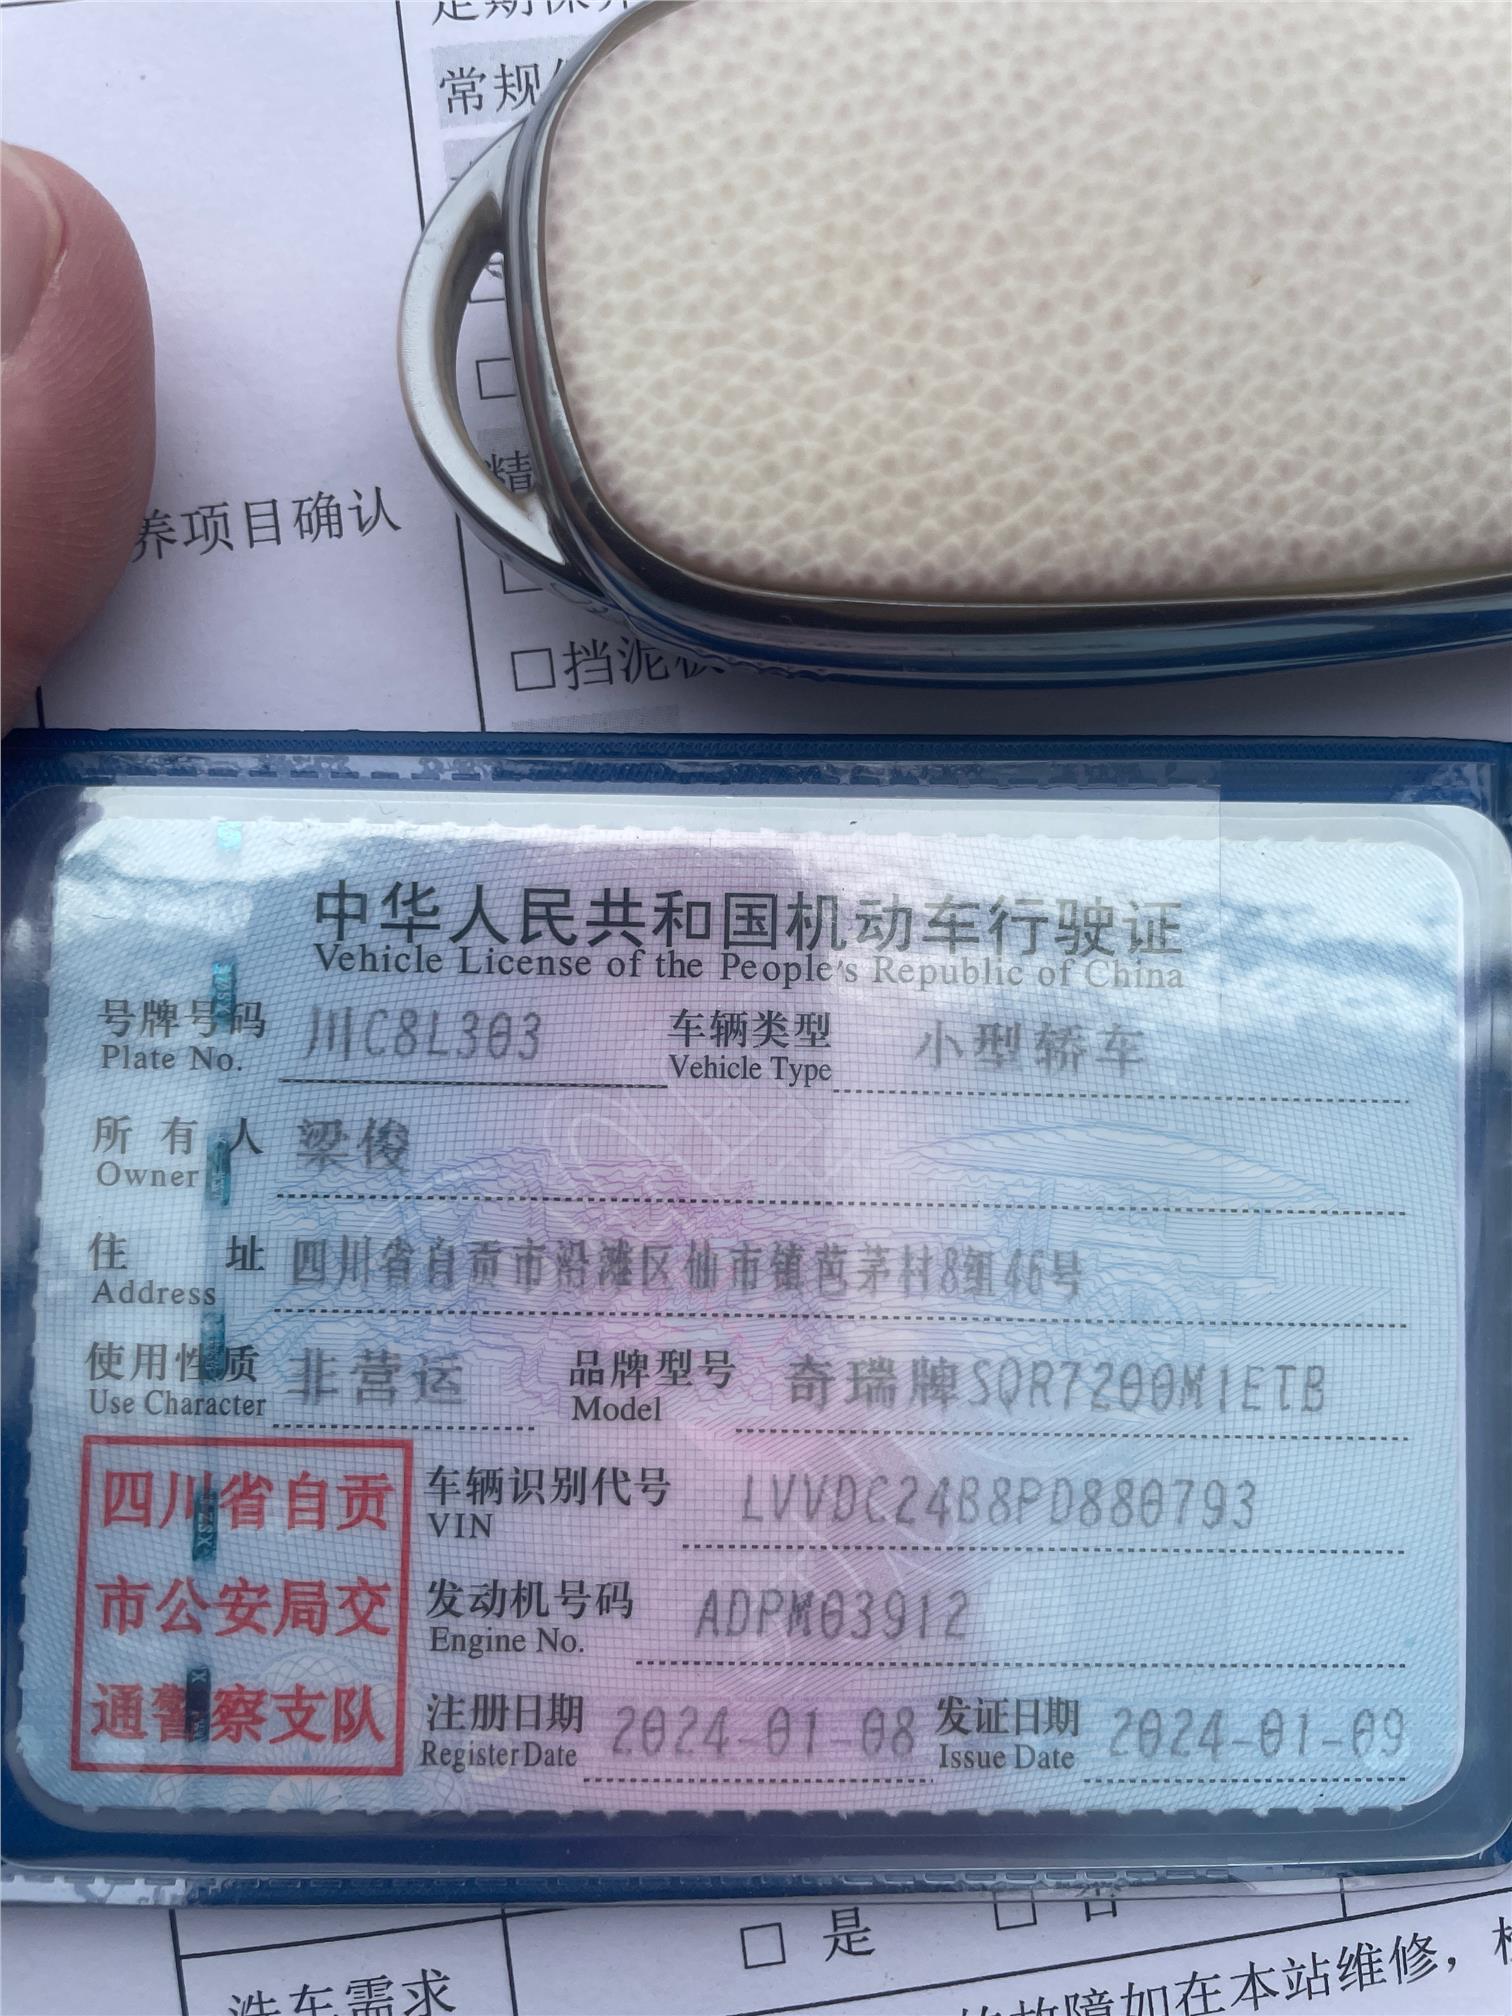 常规
养项目确认
精
□挡泥板
中华人民共和国机动车行驶证
Vehicle License of the People's Republic of China
号牌号码 川C8L303 车辆类型 小型轿车
Plate No. Vehicle Type
所有人 梁俊
Owner
住址 四川省自贡市沿滩区仙市镇芭茅村8组46号
Address
使用性质 非营运 品牌型号 奇瑞牌SQR7200M1ETB
Use Character Model
四川省自贡
市公安局交
通警察支队
车辆识别代号 LVVDC24B8PD880793
VIN
发动机号码 ADPM03912
Engine No.
注册日期 2024-01-08 发证日期 2024-01-09
Register Date Issue Date
□ 是 □ 否
洗车需求
故障如在本站维修，